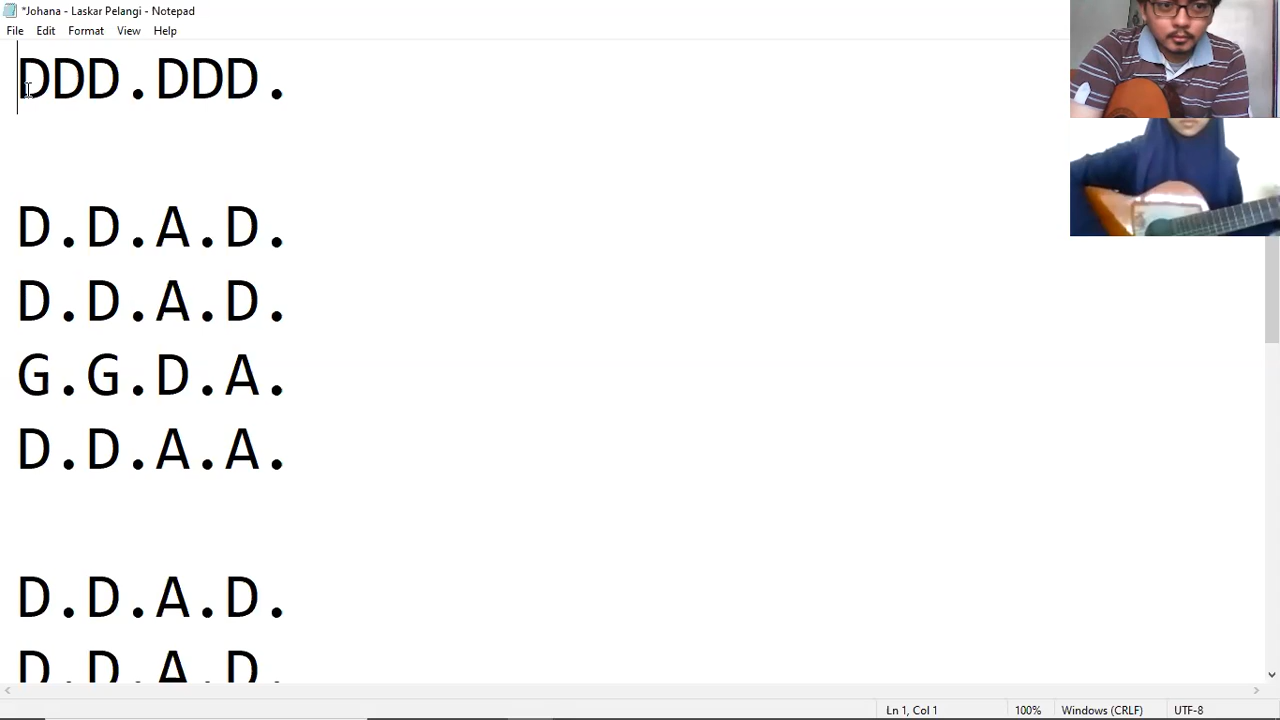 *Johana - Laskar Pelangi - Notepad
File Edit Format View Help
DDD.DDD.
D.D.A.D.
D.D.A.D.
G.G.D.A.
D.D.A.A.
D.D.A.D.
D.D.A.D.
Ln 1, Col 1 100% Windows (CRLF) UTF-8